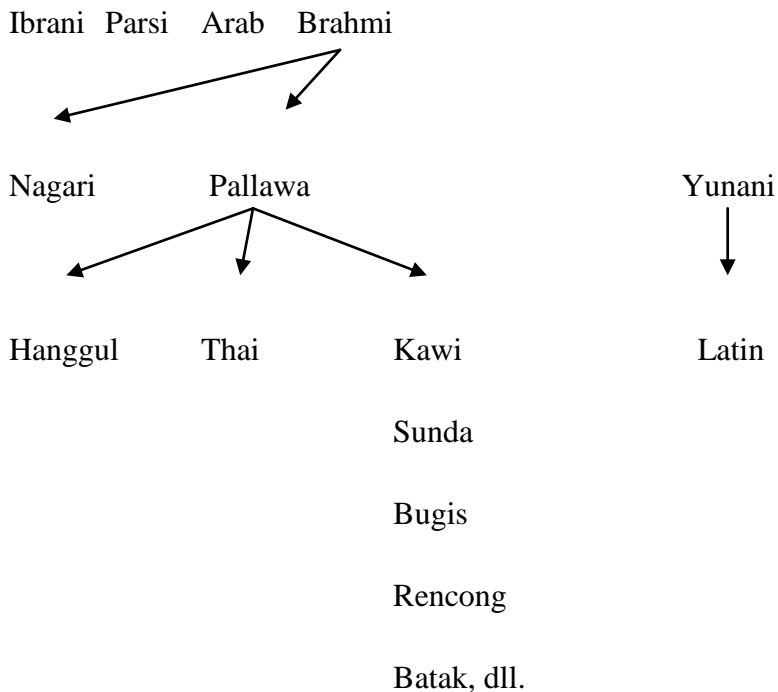 Ibrani Parsi Arab Brahmi
Nagari Pallawa Yunani
Hanggul Thai Kawi Latin
Sunda
Bugis
Rencong
Batak, dll.